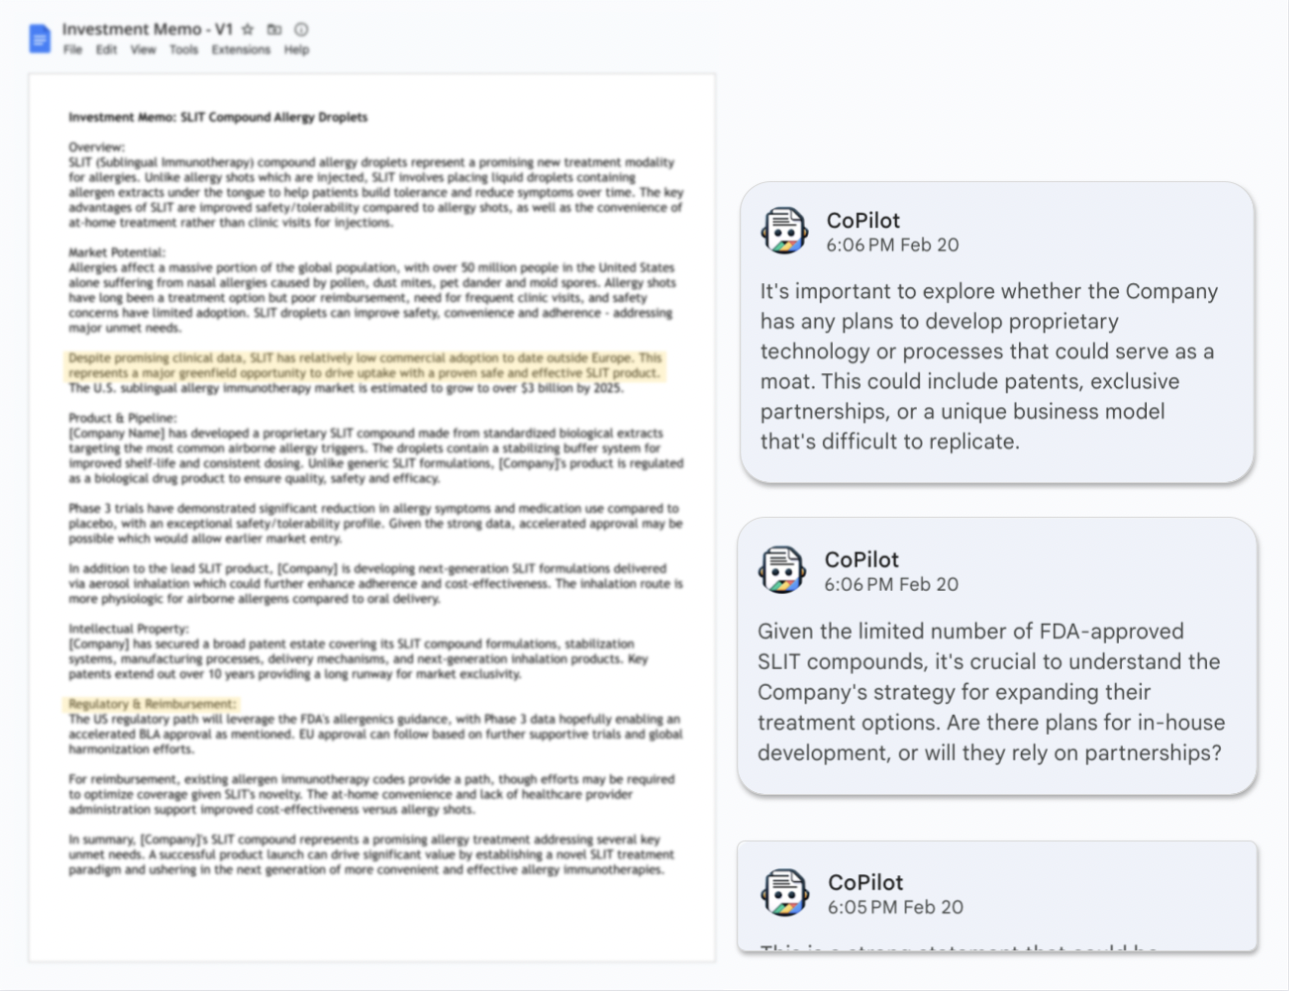 Investment Memo - V1
File Edit View Tools Extensions Help
Investment Memo: SLIT Compound Allergy Droplets
Overview:
SLIT (Sublingual Immunotherapy) compound allergy droplets represent a promising new treatment modality
for allergies. Unlike allergy shots which are injected, SLIT involves placing liquid droplets containing
allergen extracts under the tongue to help patients build tolerance and reduce symptoms over time. The key
advantages of SLIT are improved safety/tolerability compared to allergy shots, as well as the convenience of
at-home treatment rather than clinic visits for injections.
Market Potential:
Allergies affect a massive portion of the global population, with over 50 million people in the United States
alone suffering from nasal allergies caused by pollen, dust mites, pet dander and mold spores. Allergy shots
have long been a treatment option but poor reimbursement, need for frequent clinic visits, and safety
concerns have limited adoption. SLIT droplets can improve safety, convenience and adherence - addressing
major unmet needs.
Despite promising clinical data, SLIT has relatively low commercial adoption to date outside Europe. This
represents a major greenfield opportunity to drive uptake with a proven safe and effective SLIT product.
The U.S. sublingual allergy immunotherapy market is estimated to grow to over $3 billion by 2025.
Product & Pipeline:
[Company Name] has developed a proprietary SLIT compound made from standardized biological extracts
targeting the most common airborne allergy triggers. The droplets contain a stabilizing buffer system for
improved shelf-life and consistent dosing. Unlike generic SLIT formulations, [Company]'s product is regulated
as a biological drug product to ensure quality, safety and efficacy.
Phase 3 trials have demonstrated significant reduction in allergy symptoms and medication use compared to
placebo, with an exceptional safety/tolerability profile. Given the strong data, accelerated approval may be
possible which would allow earlier market entry.
In addition to the lead SLIT product, [Company] is developing next-generation SLIT formulations delivered
via aerosol inhalation which could further enhance adherence and cost-effectiveness. The inhalation route is
more physiologic for airborne allergens compared to oral delivery.
Intellectual Property:
[Company] has secured a broad patent estate covering its SLIT compound formulations, stabilization
systems, manufacturing processes, delivery mechanisms, and next-generation inhalation products. Key
patents extend out over 10 years providing a long runway for market exclusivity.
Regulatory & Reimbursement:
The US regulatory path will leverage the FDA's allergenics guidance, with Phase 3 data hopefully enabling an
accelerated BLA approval as mentioned. EU approval can follow based on further supportive trials and global
harmonization efforts.
For reimbursement, existing allergen immunotherapy codes provide a path, though efforts may be required
to optimize coverage given SLIT's novelty. The at-home convenience and lack of healthcare provider
administration support improved cost-effectiveness versus allergy shots.
In summary, [Company]'s SLIT compound represents a promising allergy treatment addressing several key
unmet needs. A successful product launch can drive significant value by establishing a novel SLIT treatment
paradigm and ushering in the next generation of more convenient and effective allergy immunotherapies.
CoPilot
6:06 PM Feb 20
It's important to explore whether the Company
has any plans to develop proprietary
technology or processes that could serve as a
moat. This could include patents, exclusive
partnerships, or a unique business model
that's difficult to replicate.
CoPilot
6:06 PM Feb 20
Given the limited number of FDA-approved
SLIT compounds, it's crucial to understand the
Company's strategy for expanding their
treatment options. Are there plans for in-house
development, or will they rely on partnerships?
CoPilot
6:05 PM Feb 20
This is a strong statement that could be